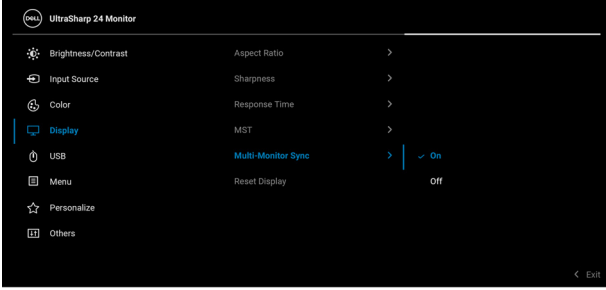 DELL UltraSharp 24 Monitor
Brightness/Contrast Aspect Ratio >
Input Source Sharpness >
Color Response Time >
Display MST >
USB Multi-Monitor Sync > ✓ On
Menu Reset Display Off
Personalize
Others
< Exit